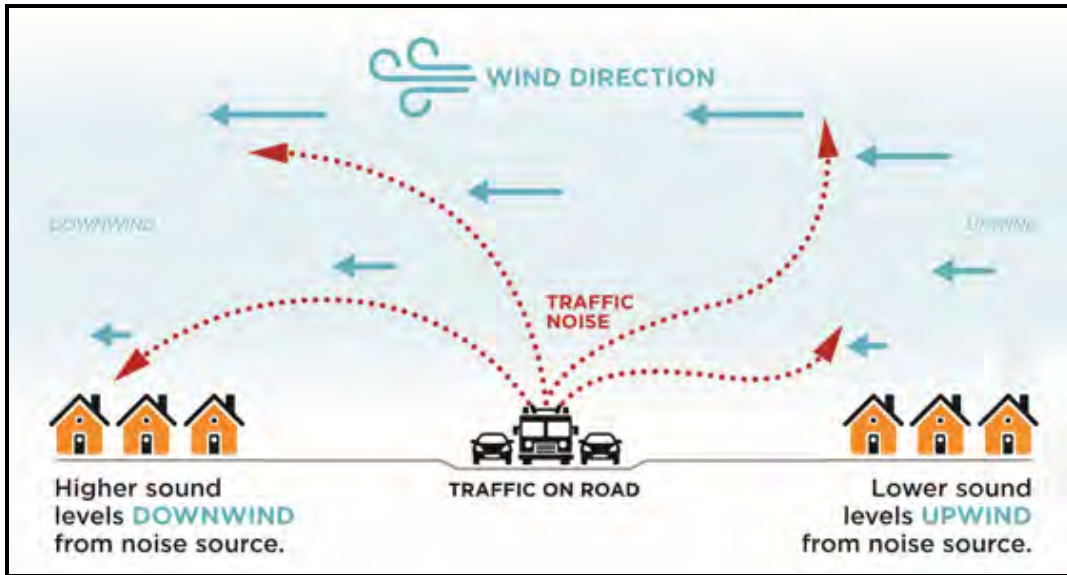 WIND DIRECTION
DOWNWIND
UPWIND
TRAFFIC
NOISE
TRAFFIC ON ROAD
Higher sound
levels DOWNWIND
from noise source.
Lower sound
levels UPWIND
from noise source.